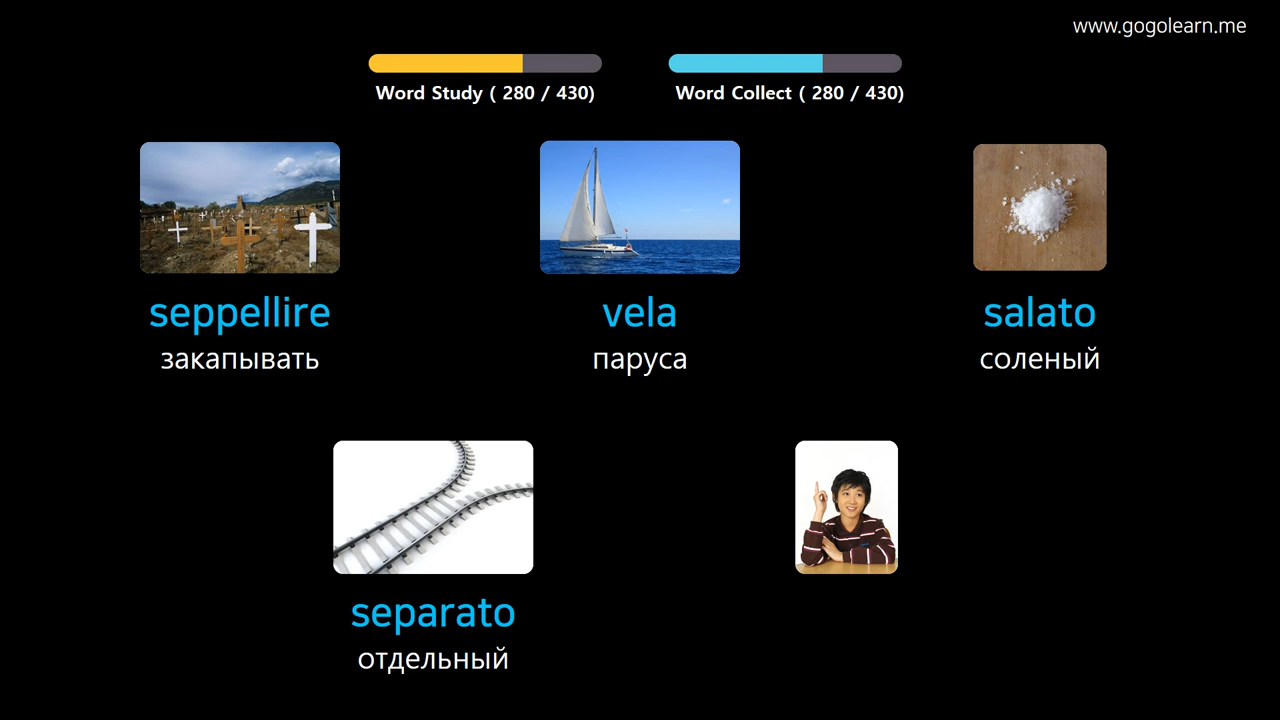 www.gogolearn.me
Word Study ( 280 / 430)
Word Collect ( 280 / 430)
seppellire
закапывать
vela
паруса
salato
соленый
separato
отдельный